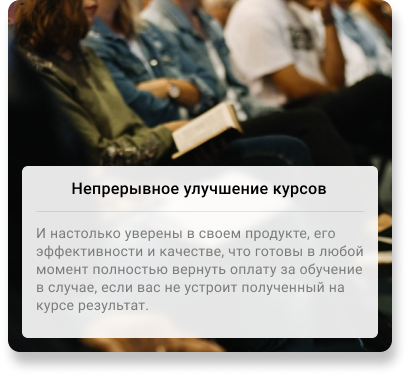 Непрерывное улучшение курсов
И настолько уверены в своем продукте, его
эффективности и качестве, что готовы в любой
момент полностью вернуть оплату за обучение
в случае, если вас не устроит полученный на
курсе результат.